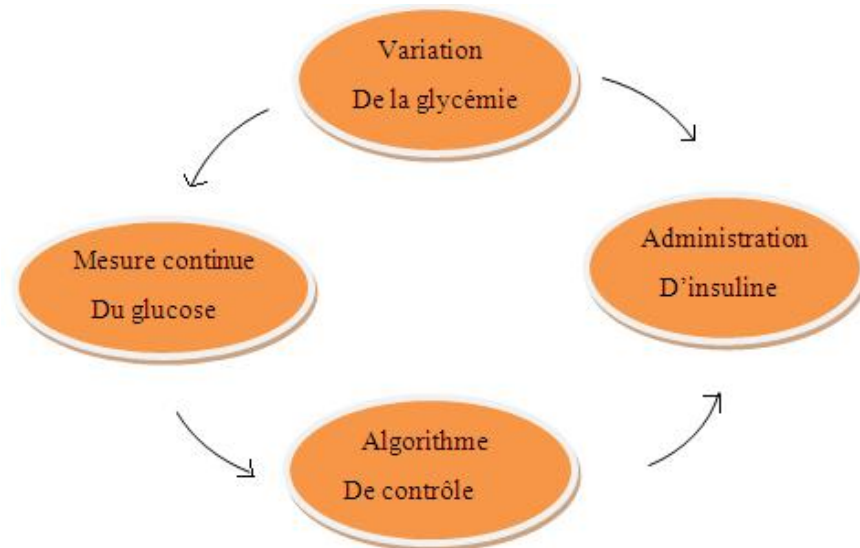 Variation
De la glycémie
Mesure continue
Du glucose
Administration
D’insuline
Algorithme
De contrôle